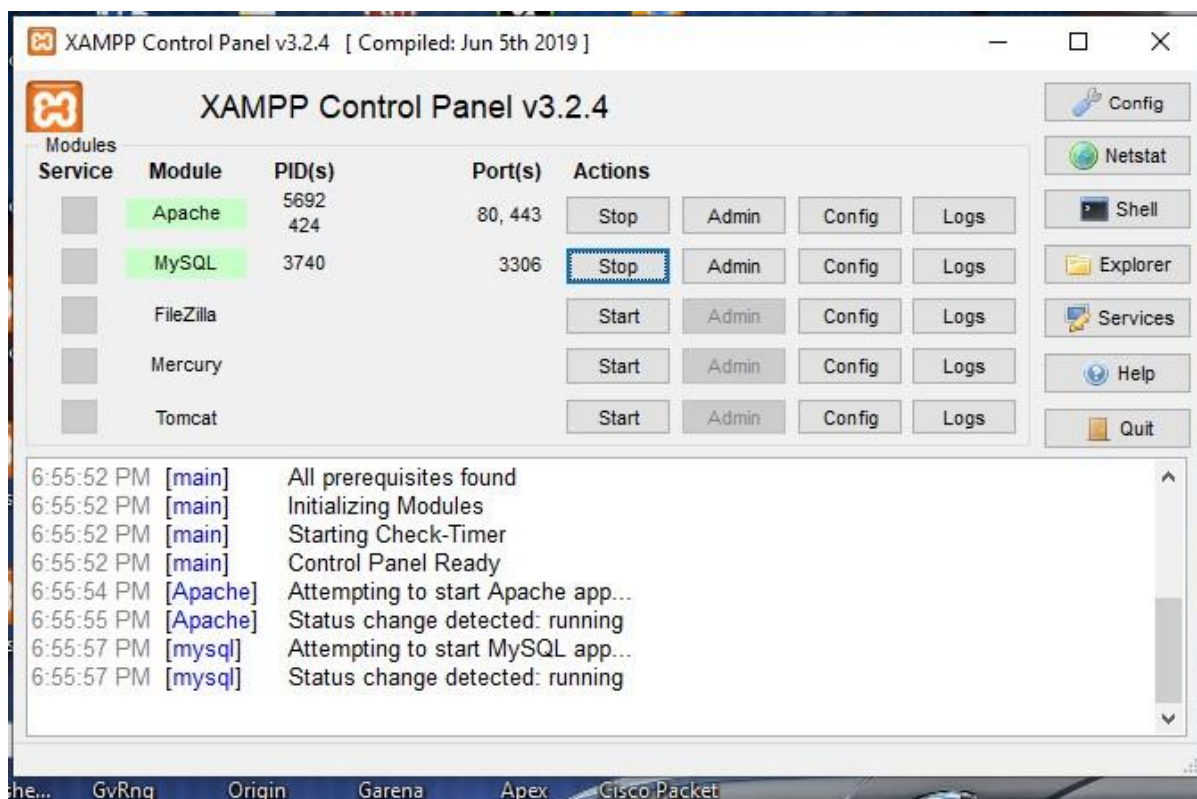 XAMPP Control Panel v3.2.4 [ Compiled: Jun 5th 2019 ]
XAMPP Control Panel v3.2.4
Config
Modules
Service Module PID(s) Port(s) Actions
Netstat
Apache 5692 424 80, 443 Stop Admin Config Logs
Shell
MySQL 3740 3306 Stop Admin Config Logs
Explorer
FileZilla Start Admin Config Logs
Services
Mercury Start Admin Config Logs
Help
Tomcat Start Admin Config Logs
Quit
6:55:52 PM [main] All prerequisites found
6:55:52 PM [main] Initializing Modules
6:55:52 PM [main] Starting Check-Timer
6:55:52 PM [main] Control Panel Ready
6:55:54 PM [Apache] Attempting to start Apache app...
6:55:55 PM [Apache] Status change detected: running
6:55:57 PM [mysql] Attempting to start MySQL app...
6:55:57 PM [mysql] Status change detected: running
she... GvRng Origin Garena Apex Cisco Packet